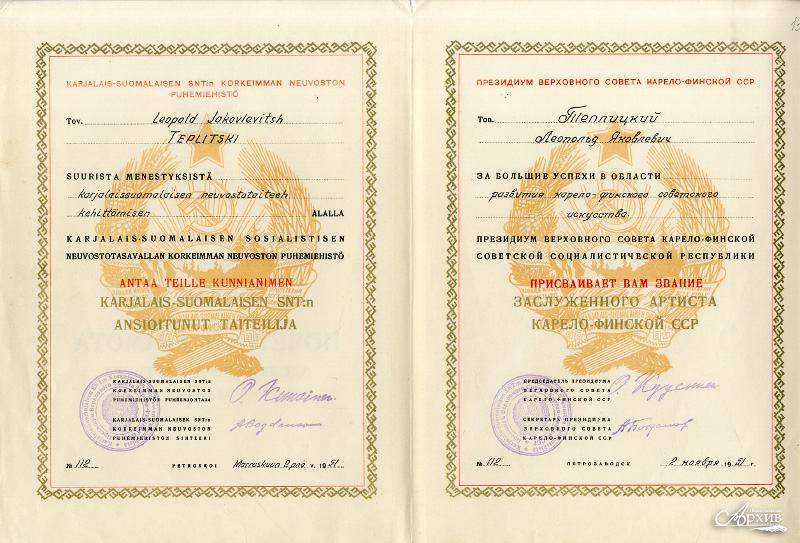 KARJALAIS-SUOMALAISEN SNT:n KORKEIMMAN NEUVOSTON
PUHEMIEHISTÖ
Tov. Leopold Jakovlevitsh
TEPLITSKI
SUURISTA MENESTYKSISTÄ
karjalaissuomalaisen neuvostotaiteen
kehittämisen ALALLA
KARJALAIS-SUOMALAISEN SOSIALISTISEN
NEUVOSTOTASAVALLAN KORKEIMMAN NEUVOSTON PUHEMIEHISTÖ
ANTAA TEILLE KUNNIANIMEN
KARJALAIS-SUOMALAISEN SNT:n
ANSIOITUNUT TAITEILIJA
KARJALAIS-SUOMALAISEN SNT:n
KORKEIMMAN NEUVOSTON
PUHEMIEHISTÖN PUHEENJOHTAJA
KARJALAIS-SUOMALAISEN SNT:n
KORKEIMMAN NEUVOSTON
PUHEMIEHISTÖN SIHTEERI
№ 112 PETROSKOI Marraskuun 2 pnä v. 1951
ПРЕЗИДИУМ ВЕРХОВНОГО СОВЕТА КАРЕЛО-ФИНСКОЙ ССР
Тов. Теплицкий
Леопольд Яковлевич
ЗА БОЛЬШИЕ УСПЕХИ В ОБЛАСТИ
развития карело-финского советского
искусства.
ПРЕЗИДИУМ ВЕРХОВНОГО СОВЕТА КАРЕЛО-ФИНСКОЙ
СОВЕТСКОЙ СОЦИАЛИСТИЧЕСКОЙ РЕСПУБЛИКИ
ПРИСВАИВАЕТ ВАМ ЗВАНИЕ
ЗАСЛУЖЕННОГО АРТИСТА
КАРЕЛО-ФИНСКОЙ ССР
ПРЕДСЕДАТЕЛЬ ПРЕЗИДИУМА
ВЕРХОВНОГО СОВЕТА
КАРЕЛО-ФИНСКОЙ ССР
СЕКРЕТАРЬ ПРЕЗИДИУМА
ВЕРХОВНОГО СОВЕТА
КАРЕЛО-ФИНСКОЙ ССР
№ 112 ПЕТРОЗАВОДСК 2 ноября 1951 г.
Архив